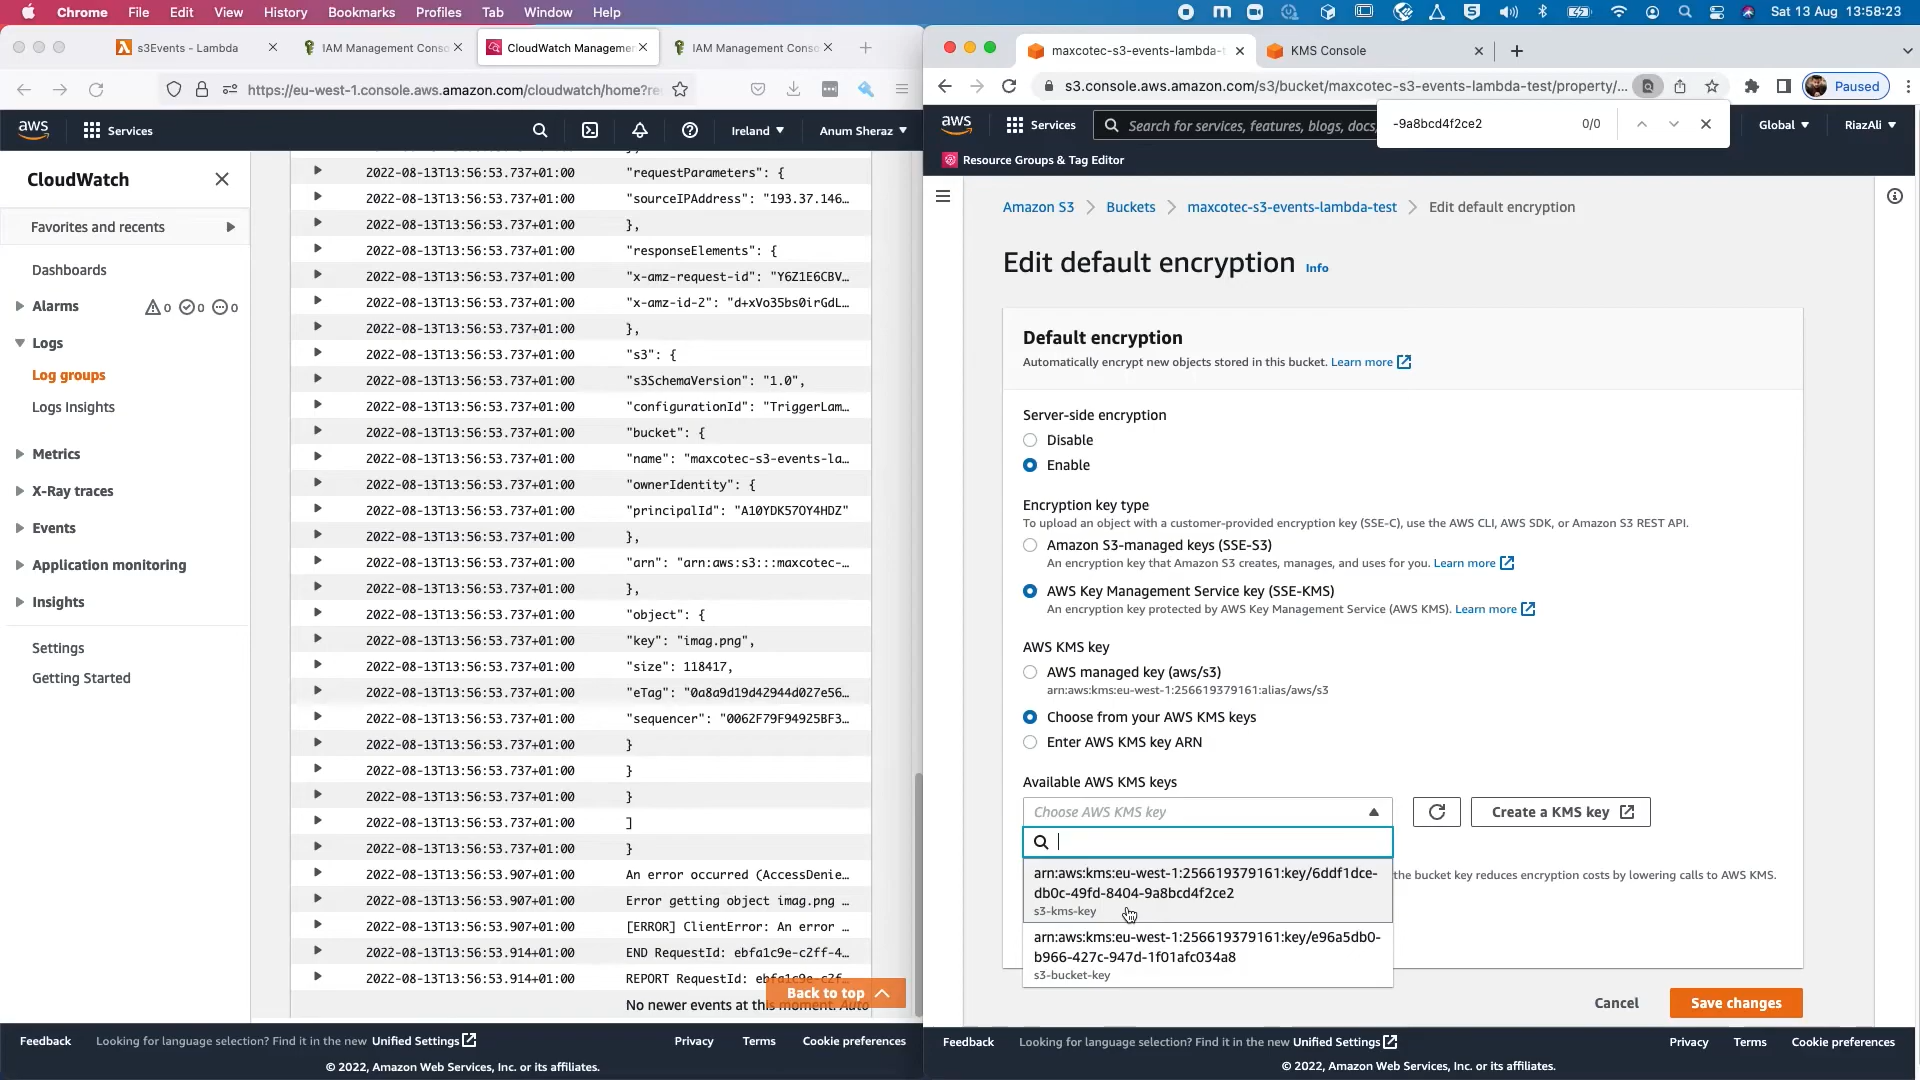 Chrome File Edit View History Bookmarks Profiles Tab Window Help
Sat 13 Aug 13:58:23
s3Events - Lambda
IAM Management Conso
CloudWatch Managemen
IAM Management Conso
https://eu-west-1.console.aws.amazon.com/cloudwatch/home?re
aws
Services
Ireland
Anum Sheraz
CloudWatch
Favorites and recents
Dashboards
Alarms 0 0 0
Logs
Log groups
Logs Insights
Metrics
X-Ray traces
Events
Application monitoring
Insights
Settings
Getting Started
2022-08-13T13:56:53.737+01:00 "requestParameters": {
2022-08-13T13:56:53.737+01:00 "sourceIPAddress": "193.37.146…
2022-08-13T13:56:53.737+01:00 },
2022-08-13T13:56:53.737+01:00 "responseElements": {
2022-08-13T13:56:53.737+01:00 "x-amz-request-id": "Y6Z1E6CBV…
2022-08-13T13:56:53.737+01:00 "x-amz-id-2": "d+xVo35bs0irGdL…
2022-08-13T13:56:53.737+01:00 },
2022-08-13T13:56:53.737+01:00 "s3": {
2022-08-13T13:56:53.737+01:00 "s3SchemaVersion": "1.0",
2022-08-13T13:56:53.737+01:00 "configurationId": "TriggerLam…
2022-08-13T13:56:53.737+01:00 "bucket": {
2022-08-13T13:56:53.737+01:00 "name": "maxcotec-s3-events-la…
2022-08-13T13:56:53.737+01:00 "ownerIdentity": {
2022-08-13T13:56:53.737+01:00 "principalId": "A10YDK57OY4HDZ"
2022-08-13T13:56:53.737+01:00 },
2022-08-13T13:56:53.737+01:00 "arn": "arn:aws:s3:::maxcotec-…
2022-08-13T13:56:53.737+01:00 },
2022-08-13T13:56:53.737+01:00 "object": {
2022-08-13T13:56:53.737+01:00 "key": "imag.png",
2022-08-13T13:56:53.737+01:00 "size": 118417,
2022-08-13T13:56:53.737+01:00 "eTag": "0a8a9d19d42944d027e56…
2022-08-13T13:56:53.737+01:00 "sequencer": "0062F79F94925BF3…
2022-08-13T13:56:53.737+01:00 }
2022-08-13T13:56:53.737+01:00 }
2022-08-13T13:56:53.737+01:00 }
2022-08-13T13:56:53.737+01:00 ]
2022-08-13T13:56:53.737+01:00 }
2022-08-13T13:56:53.907+01:00 An error occurred (AccessDenie…
2022-08-13T13:56:53.907+01:00 Error getting object imag.png …
2022-08-13T13:56:53.907+01:00 [ERROR] ClientError: An error …
2022-08-13T13:56:53.914+01:00 END RequestId: ebfa1c9e-c2ff-4…
2022-08-13T13:56:53.914+01:00 REPORT RequestId: ebfa1c9e-c2f…
No newer events at this moment. Auto
Back to top
Feedback
Looking for language selection? Find it in the new Unified Settings
Privacy Terms Cookie preferences
© 2022, Amazon Web Services, Inc. or its affiliates.
maxcotec-s3-events-lambda-t
KMS Console
s3.console.aws.amazon.com/s3/bucket/maxcotec-s3-events-lambda-test/property/...
Paused
-9a8bcd4f2ce2 0/0
aws
Services
Search for services, features, blogs, docs,
Global
RiazAli
Resource Groups & Tag Editor
Amazon S3 Buckets maxcotec-s3-events-lambda-test Edit default encryption
Edit default encryption Info
Default encryption
Automatically encrypt new objects stored in this bucket. Learn more
Server-side encryption
Disable
Enable
Encryption key type
To upload an object with a customer-provided encryption key (SSE-C), use the AWS CLI, AWS SDK, or Amazon S3 REST API.
Amazon S3-managed keys (SSE-S3)
An encryption key that Amazon S3 creates, manages, and uses for you. Learn more
AWS Key Management Service key (SSE-KMS)
An encryption key protected by AWS Key Management Service (AWS KMS). Learn more
AWS KMS key
AWS managed key (aws/s3)
arn:aws:kms:eu-west-1:256619379161:alias/aws/s3
Choose from your AWS KMS keys
Enter AWS KMS key ARN
Available AWS KMS keys
Choose AWS KMS key
Create a KMS key
arn:aws:kms:eu-west-1:256619379161:key/6ddf1dce-
db0c-49fd-8404-9a8bcd4f2ce2
s3-kms-key
the bucket key reduces encryption costs by lowering calls to AWS KMS.
arn:aws:kms:eu-west-1:256619379161:key/e96a5db0-
b966-427c-947d-1f01afc034a8
s3-bucket-key
Cancel
Save changes
Feedback
Looking for language selection? Find it in the new Unified Settings
Privacy Terms Cookie preferences
© 2022, Amazon Web Services, Inc. or its affiliates.